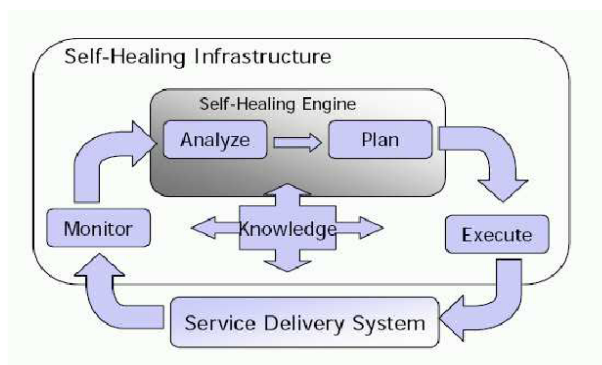 Self-Healing Infrastructure
Self-Healing Engine
Analyze
Plan
Monitor
Knowledge
Execute
Service Delivery System